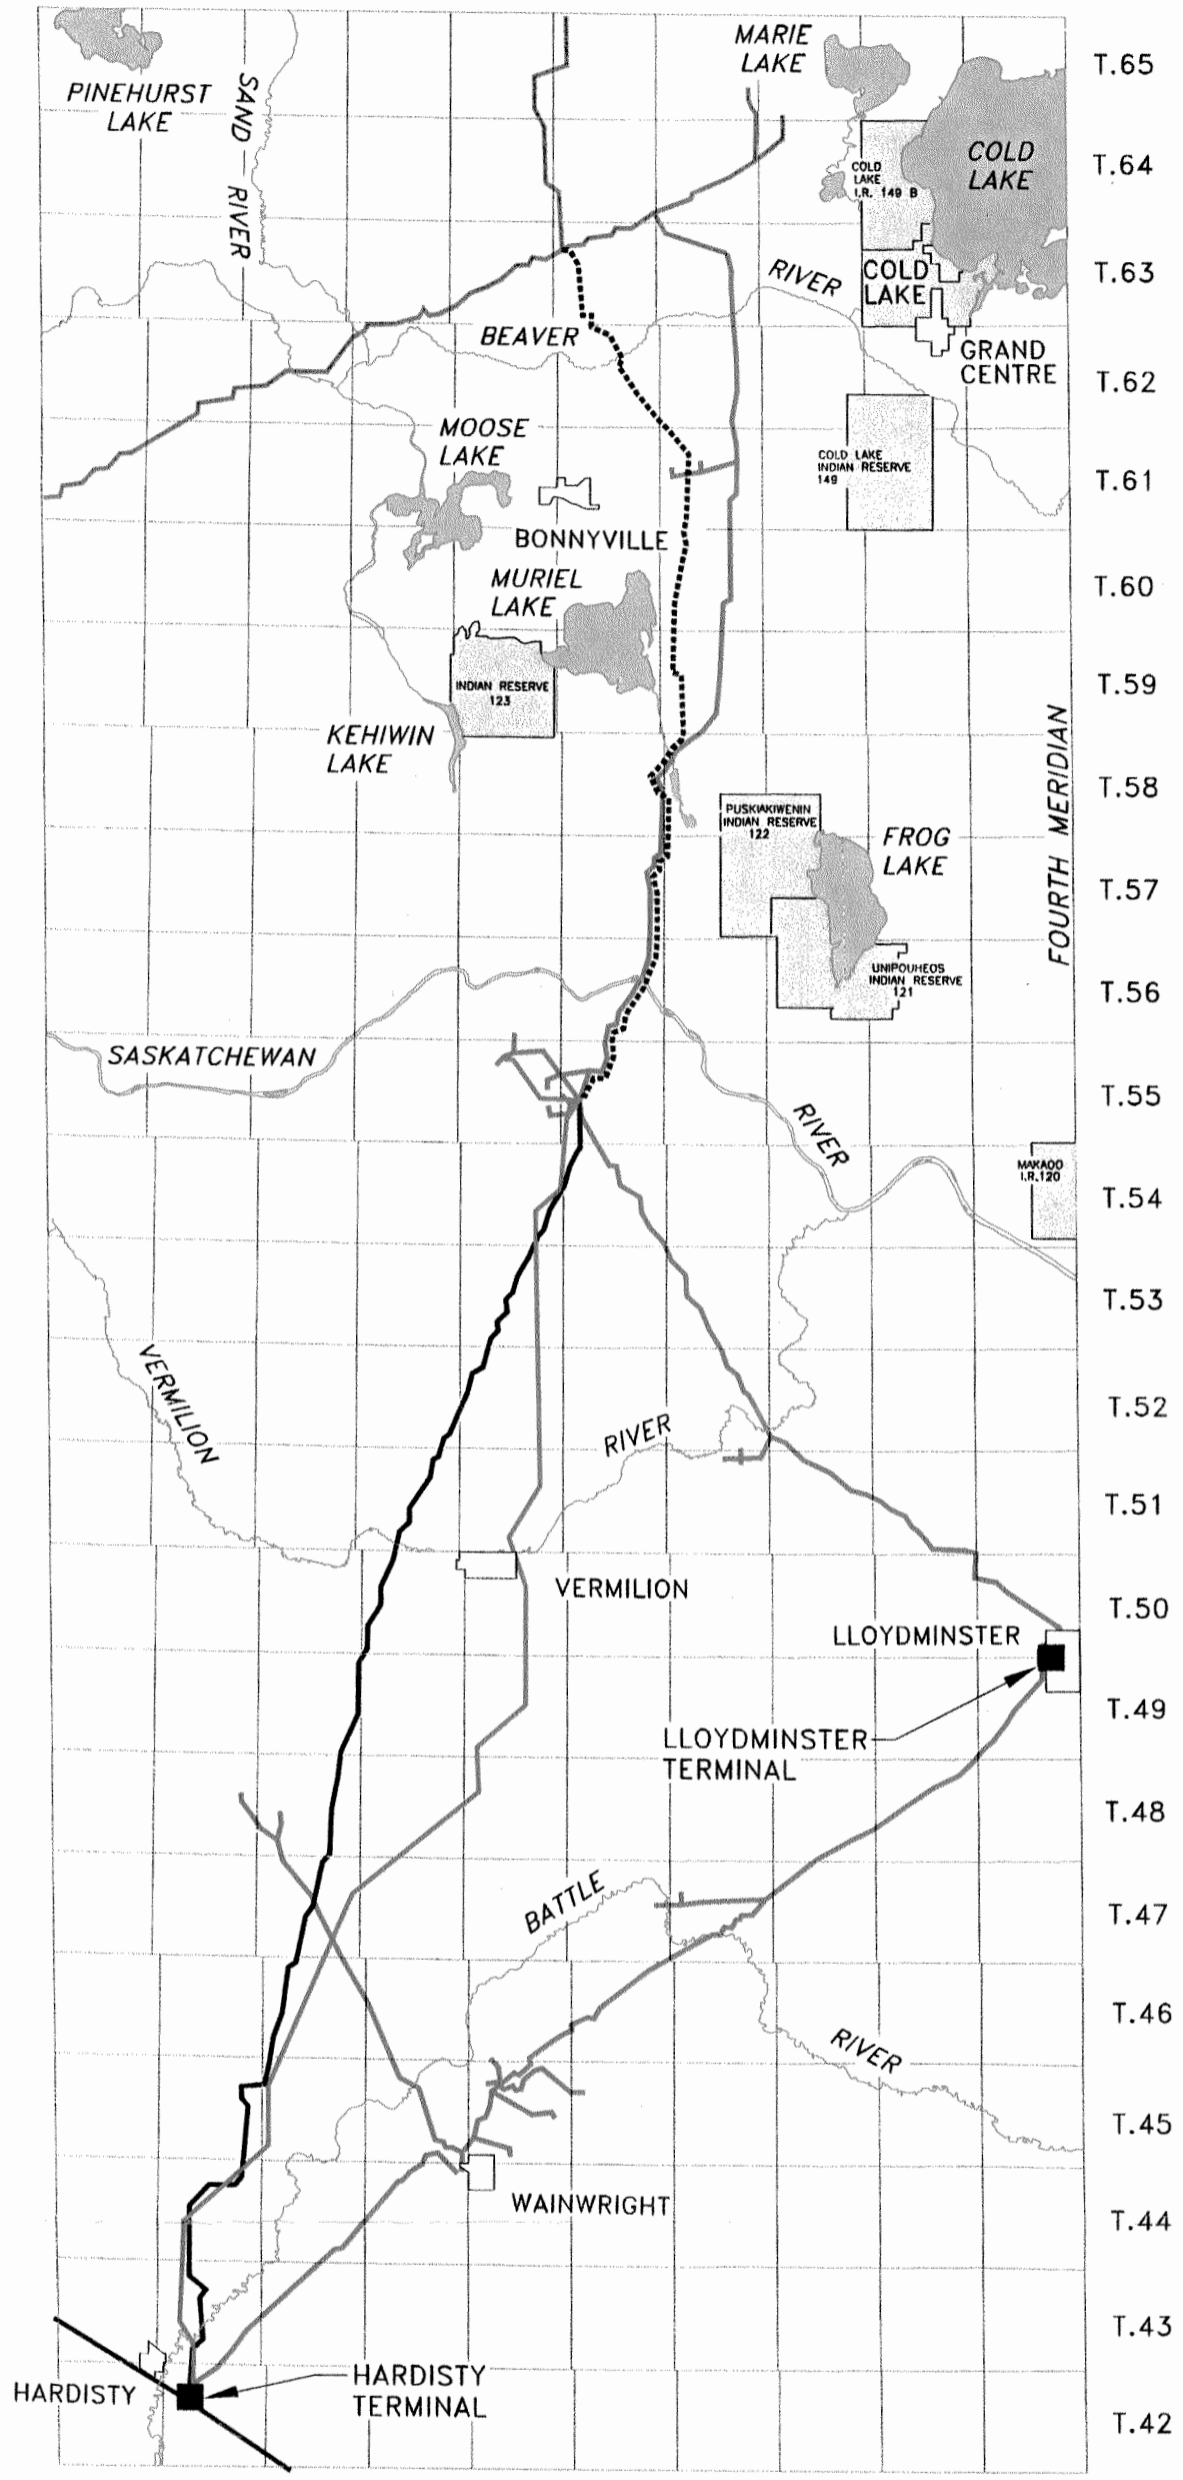 MARIE
LAKE
T.65
PINEHURST
LAKE
SAND
RIVER
COLD
LAKE
COLD
LAKE
I.R. 149 B
T.64
RIVER
COLD
LAKE
T.63
BEAVER
GRAND
CENTRE
T.62
MOOSE
LAKE
COLD LAKE
INDIAN RESERVE
149
T.61
BONNYVILLE
MURIEL
LAKE
T.60
INDIAN RESERVE
123
T.59
KEHIWIN
LAKE
FOURTH MERIDIAN
T.58
PUSKIAKIWENIN
INDIAN RESERVE
122
FROG
LAKE
T.57
UNIPOUHEOS
INDIAN RESERVE
121
T.56
SASKATCHEWAN
RIVER
T.55
MAKAOO
I.R.120
T.54
T.53
VERMILION
RIVER
T.52
T.51
VERMILION
T.50
LLOYDMINSTER
T.49
LLOYDMINSTER
TERMINAL
T.48
BATTLE
T.47
RIVER
T.46
T.45
WAINWRIGHT
T.44
T.43
HARDISTY
HARDISTY
TERMINAL
T.42